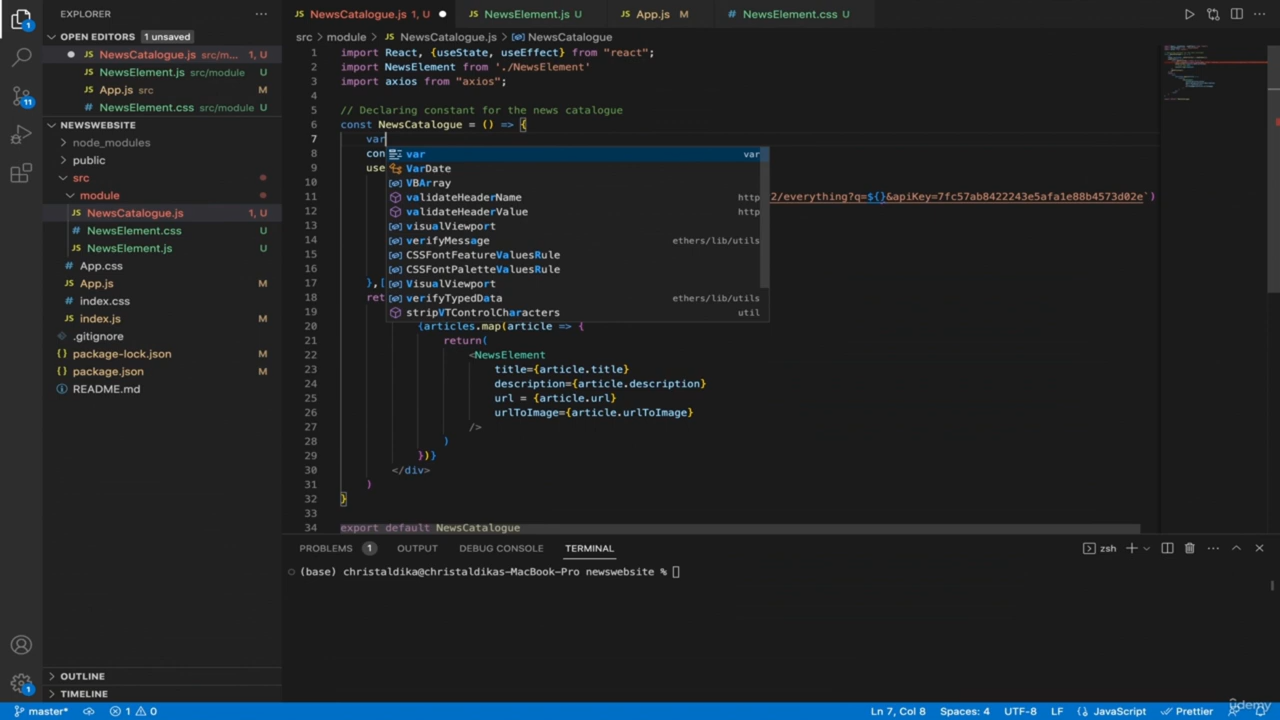 EXPLORER
OPEN EDITORS 1 unsaved
NewsCatalogue.js src/m... 1, U
NewsElement.js src/module U
App.js src M
NewsElement.css src/module U
NEWSWEBSITE
node_modules
public
src
module
NewsCatalogue.js 1, U
NewsElement.css U
NewsElement.js U
App.css
App.js M
index.css
index.js M
.gitignore
package-lock.json M
package.json M
README.md
OUTLINE
TIMELINE
NewsCatalogue.js 1, U NewsElement.js U App.js M NewsElement.css U
src > module > JS NewsCatalogue.js > NewsCatalogue
1 import React, {useState, useEffect} from "react";
2 import NewsElement from './NewsElement'
3 import axios from "axios";
4
5 // Declaring constant for the news catalogue
6 const NewsCatalogue = () => {
7 var
8 con
9 use
10
11 2/everything?q=${}&apiKey=7fc57ab8422243e5afa1e88b4573d02e`)
12
13
14
15
16
17 },[
18 ret
19
20 {articles.map(article => {
21 return(
22 <NewsElement
23 title={article.title}
24 description={article.description}
25 url = {article.url}
26 urlToImage={article.urlToImage}
27 />
28 )
29 })}
30 </div>
31 )
32 }
33
34 export default NewsCatalogue
var var
VarDate
VBArray
validateHeaderName http
validateHeaderValue http
visualViewport
verifyMessage ethers/lib/utils
CSSFontFeatureValuesRule
CSSFontPaletteValuesRule
VisualViewport
verifyTypedData ethers/lib/utils
stripVTControlCharacters util
PROBLEMS 1 OUTPUT DEBUG CONSOLE TERMINAL zsh
(base) christaldika@christaldikas-MacBook-Pro newswebsite %
master* 1 0 Ln 7, Col 8 Spaces: 4 UTF-8 LF JavaScript Prettier
udemy